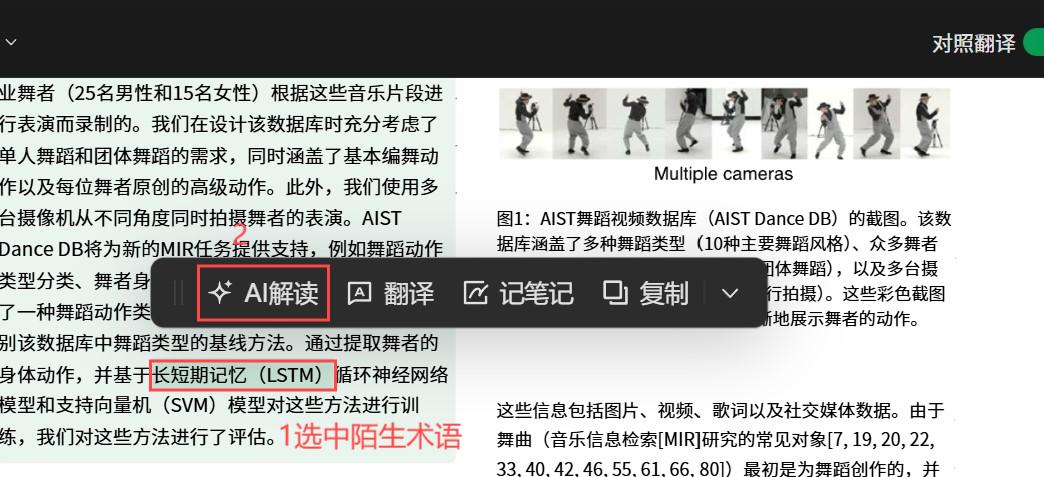 对照翻译
业舞者（25名男性和15名女性）根据这些音乐片段进
行表演而录制的。我们在设计该数据库时充分考虑了
单人舞蹈和团体舞蹈的需求，同时涵盖了基本编舞动
作以及每位舞者原创的高级动作。此外，我们使用多
台摄像机从不同角度同时拍摄舞者的表演。AIST
2
Dance DB将为新的MIR任务提供支持，例如舞蹈动作
类型分类、舞者身
了一种舞蹈动作类
AI解读 翻译 记笔记 复制
别该数据库中舞蹈类型的基线方法。通过提取舞者的
身体动作，并基于长短期记忆（LSTM）循环神经网络
模型和支持向量机（SVM）模型对这些方法进行训
练，我们对这些方法进行了评估。
1选中陌生术语
Multiple cameras
图1：AIST舞蹈视频数据库（AIST Dance DB）的截图。该数
据库涵盖了多种舞蹈类型（10种主要舞蹈风格）、众多舞者
团体舞蹈），以及多台摄
行拍摄）。这些彩色截图
晰地展示舞者的动作。
这些信息包括图片、视频、歌词以及社交媒体数据。由于
舞曲（音乐信息检索[MIR]研究的常见对象[7, 19, 20, 22,
33, 40, 42, 46, 55, 61, 66, 80]）最初是为舞蹈创作的，并